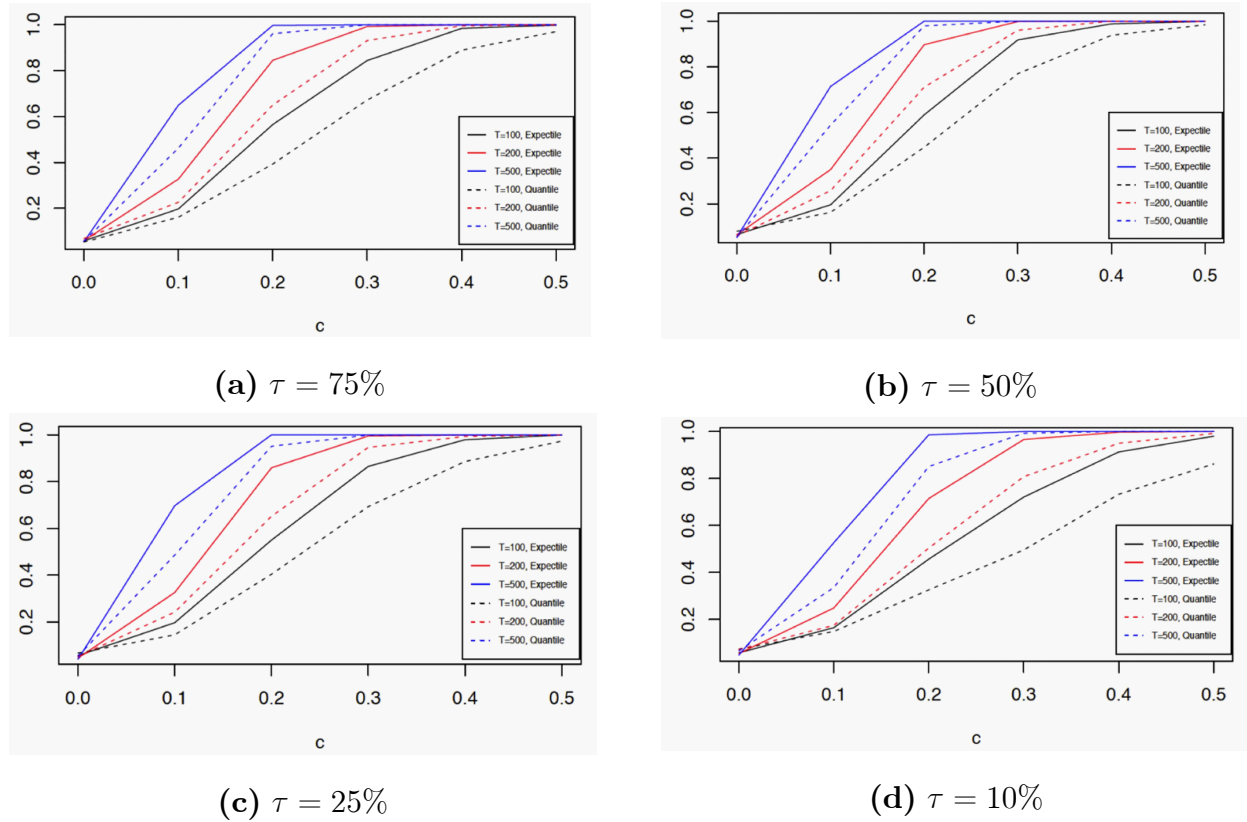 1.0
0.8
0.6
0.4
0.2
T=100, Expectile
T=200, Expectile
T=500, Expectile
T=100, Quantile
T=200, Quantile
T=500, Quantile
0.0 0.1 0.2 0.3 0.4 0.5
c
(a) τ = 75%
1.0
0.8
0.6
0.4
0.2
T=100, Expectile
T=200, Expectile
T=500, Expectile
T=100, Quantile
T=200, Quantile
T=500, Quantile
0.0 0.1 0.2 0.3 0.4 0.5
c
(b) τ = 50%
1.0
0.8
0.6
0.4
0.2
T=100, Expectile
T=200, Expectile
T=500, Expectile
T=100, Quantile
T=200, Quantile
T=500, Quantile
0.0 0.1 0.2 0.3 0.4 0.5
c
(c) τ = 25%
1.0
0.8
0.6
0.4
0.2
T=100, Expectile
T=200, Expectile
T=500, Expectile
T=100, Quantile
T=200, Quantile
T=500, Quantile
0.0 0.1 0.2 0.3 0.4 0.5
c
(d) τ = 10%